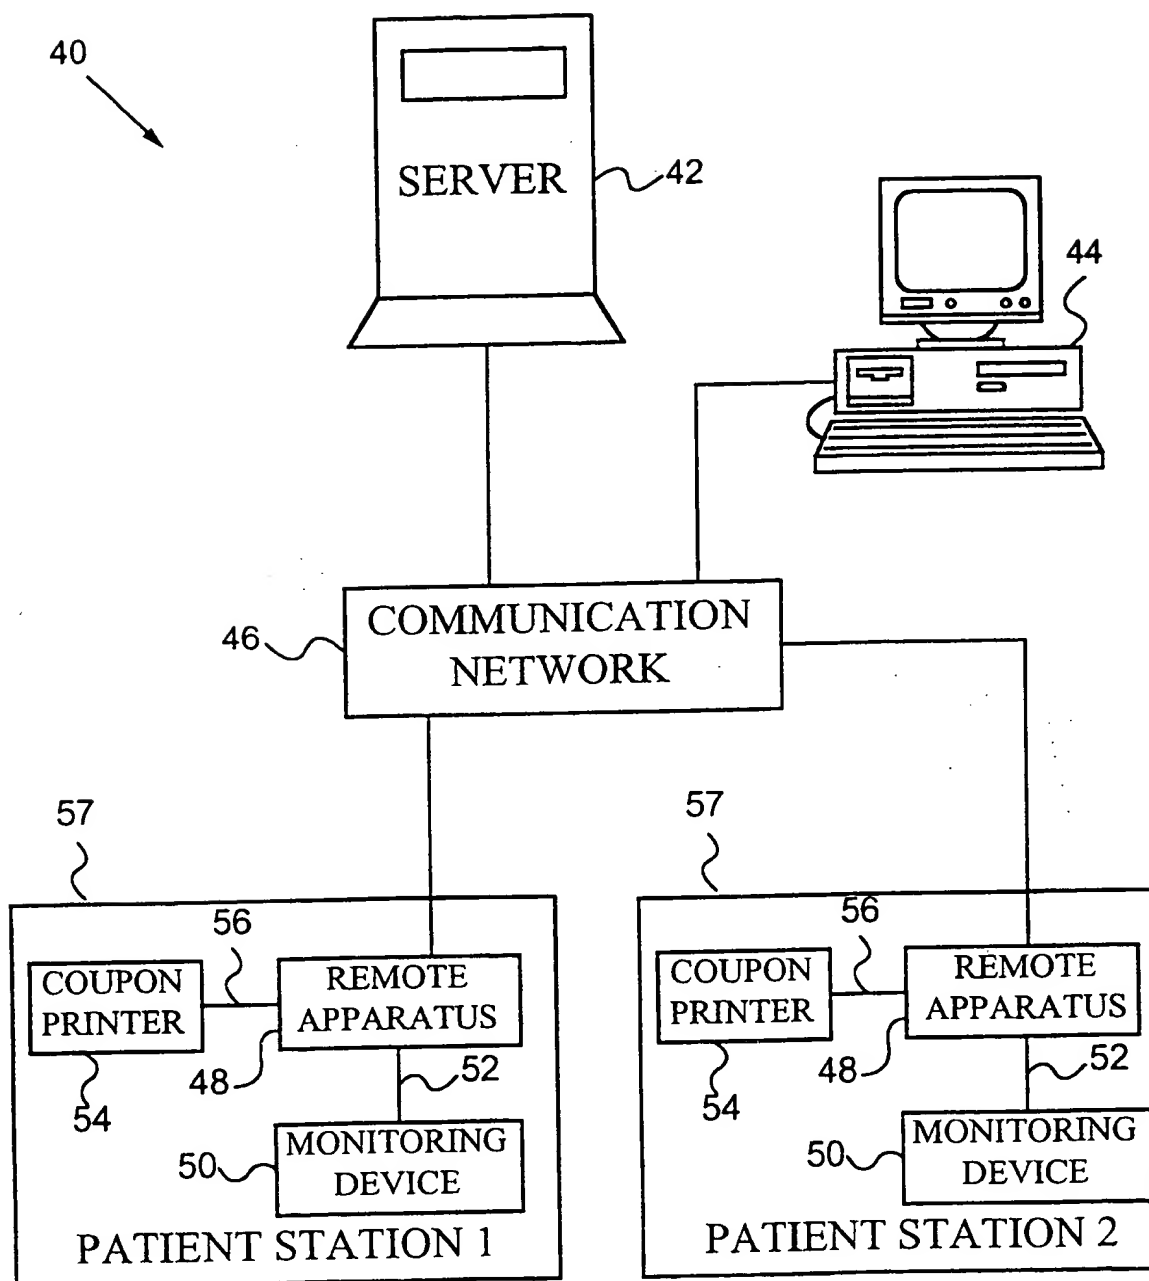 40
SERVER
42
44
46
COMMUNICATION
NETWORK
57
57
56
COUPON
PRINTER
REMOTE
APPARATUS
54
48
52
50
MONITORING
DEVICE
PATIENT STATION 1
56
COUPON
PRINTER
REMOTE
APPARATUS
54
48
52
50
MONITORING
DEVICE
PATIENT STATION 2